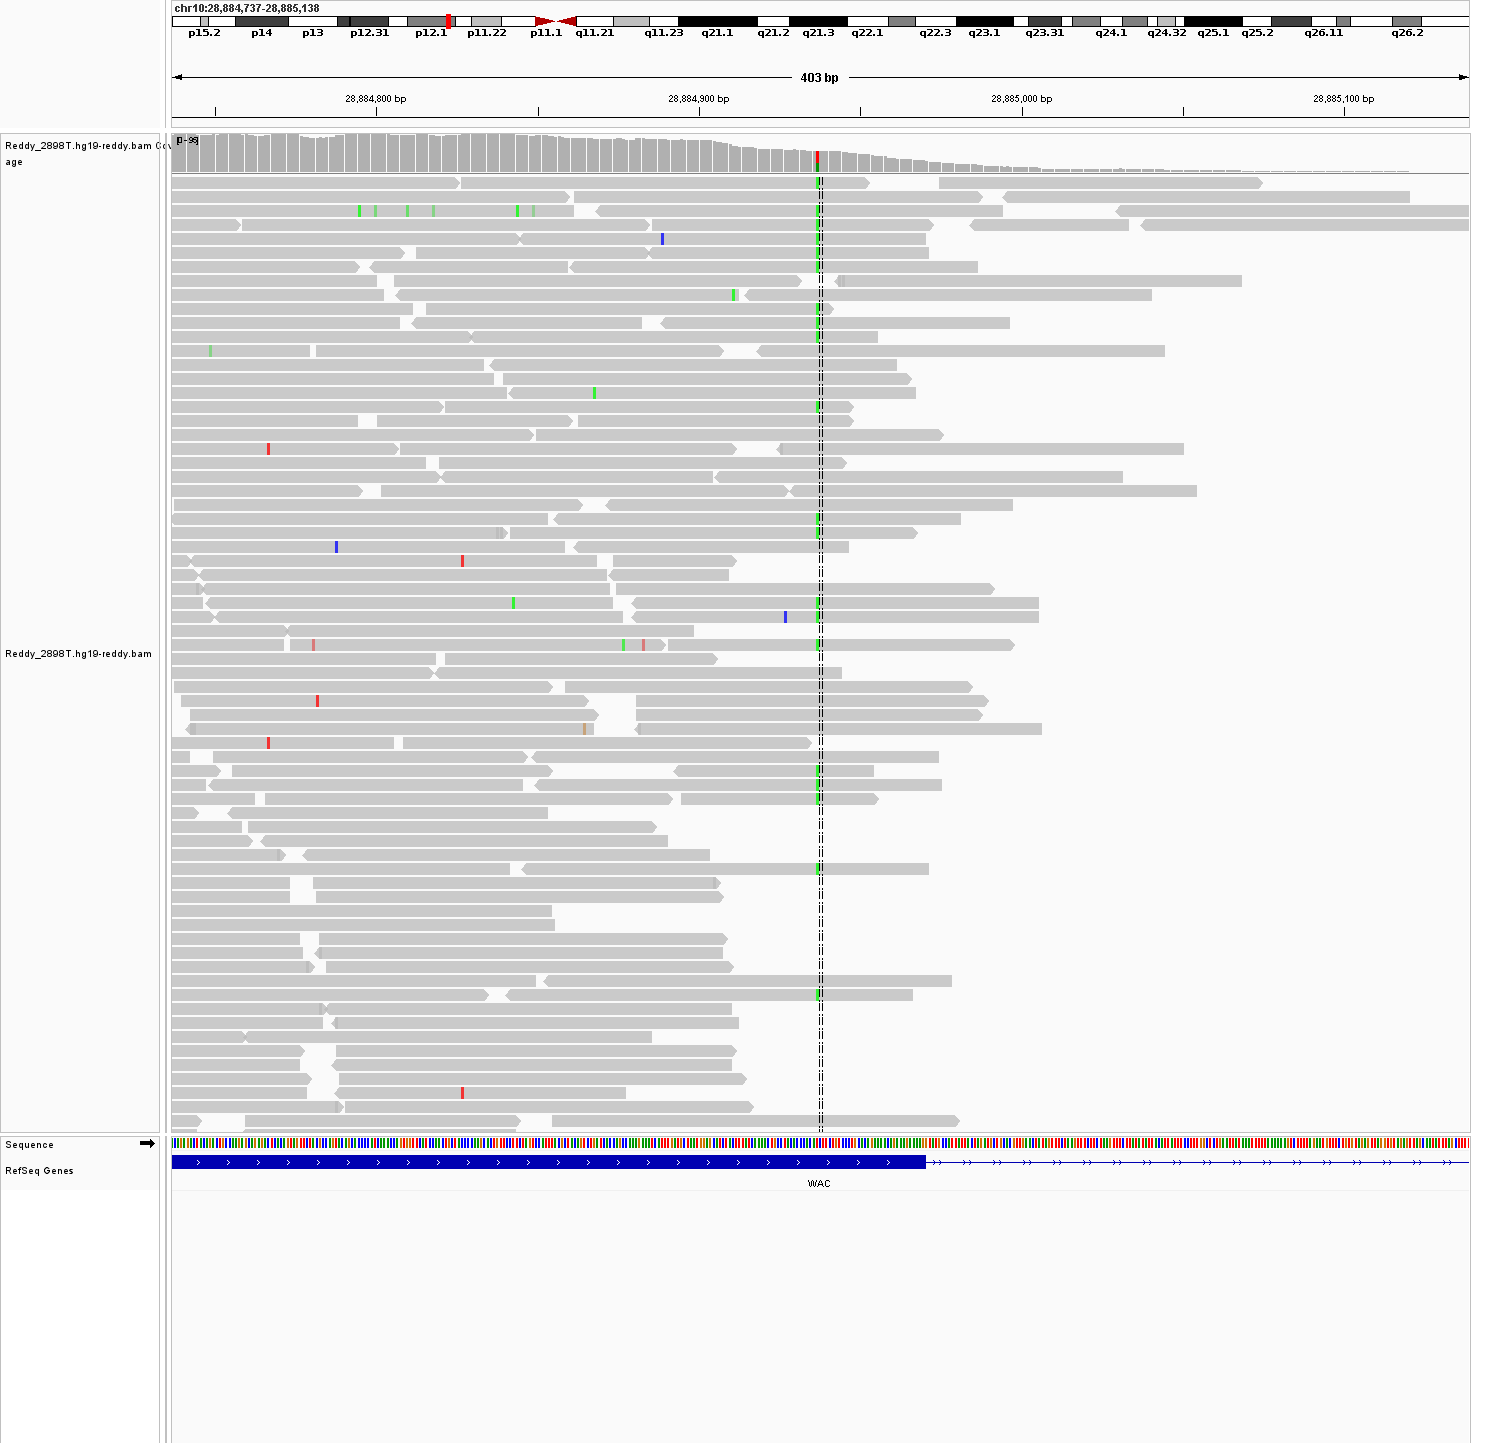 chr10:28,884,737-28,885,138
p15.2 p14 p13 p12.31 p12.1 p11.22 p11.1 q11.21 q11.23 q21.1 q21.2 q21.3 q22.1 q22.3 q23.1 q23.31 q24.1 q24.32 q25.1 q25.2 q26.11 q26.2
403 bp
28,884,800 bp 28,884,900 bp 28,885,000 bp 28,885,100 bp
Reddy_2898T.hg19-reddy.bam Cov
age
Reddy_2898T.hg19-reddy.bam
Sequence
RefSeq Genes
WAC